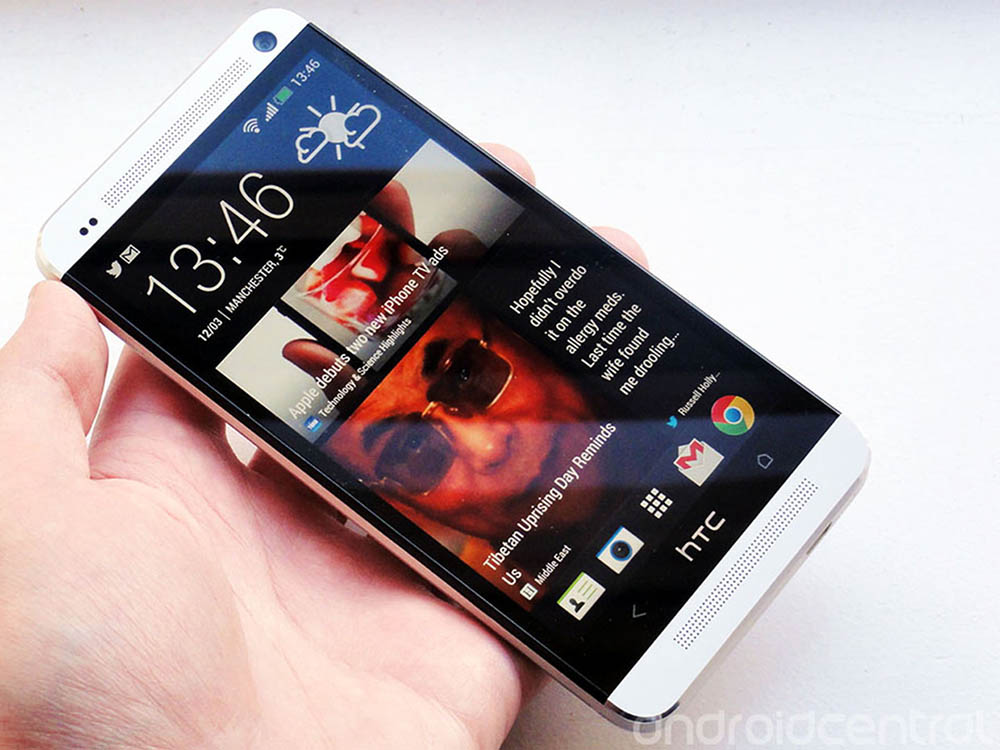 13:46
13:46
12/03 | MANCHESTER, 3°C
Apple debuts two new iPhone TV ads
Technology & Science Highlights
Hopefully I
didn't overdo
it on the
allergy meds.
Last time the
wife found
me drooling...
Russell Holly...
Tibetan Uprising Day Reminds
Us
Middle East
hTC
androidcentral